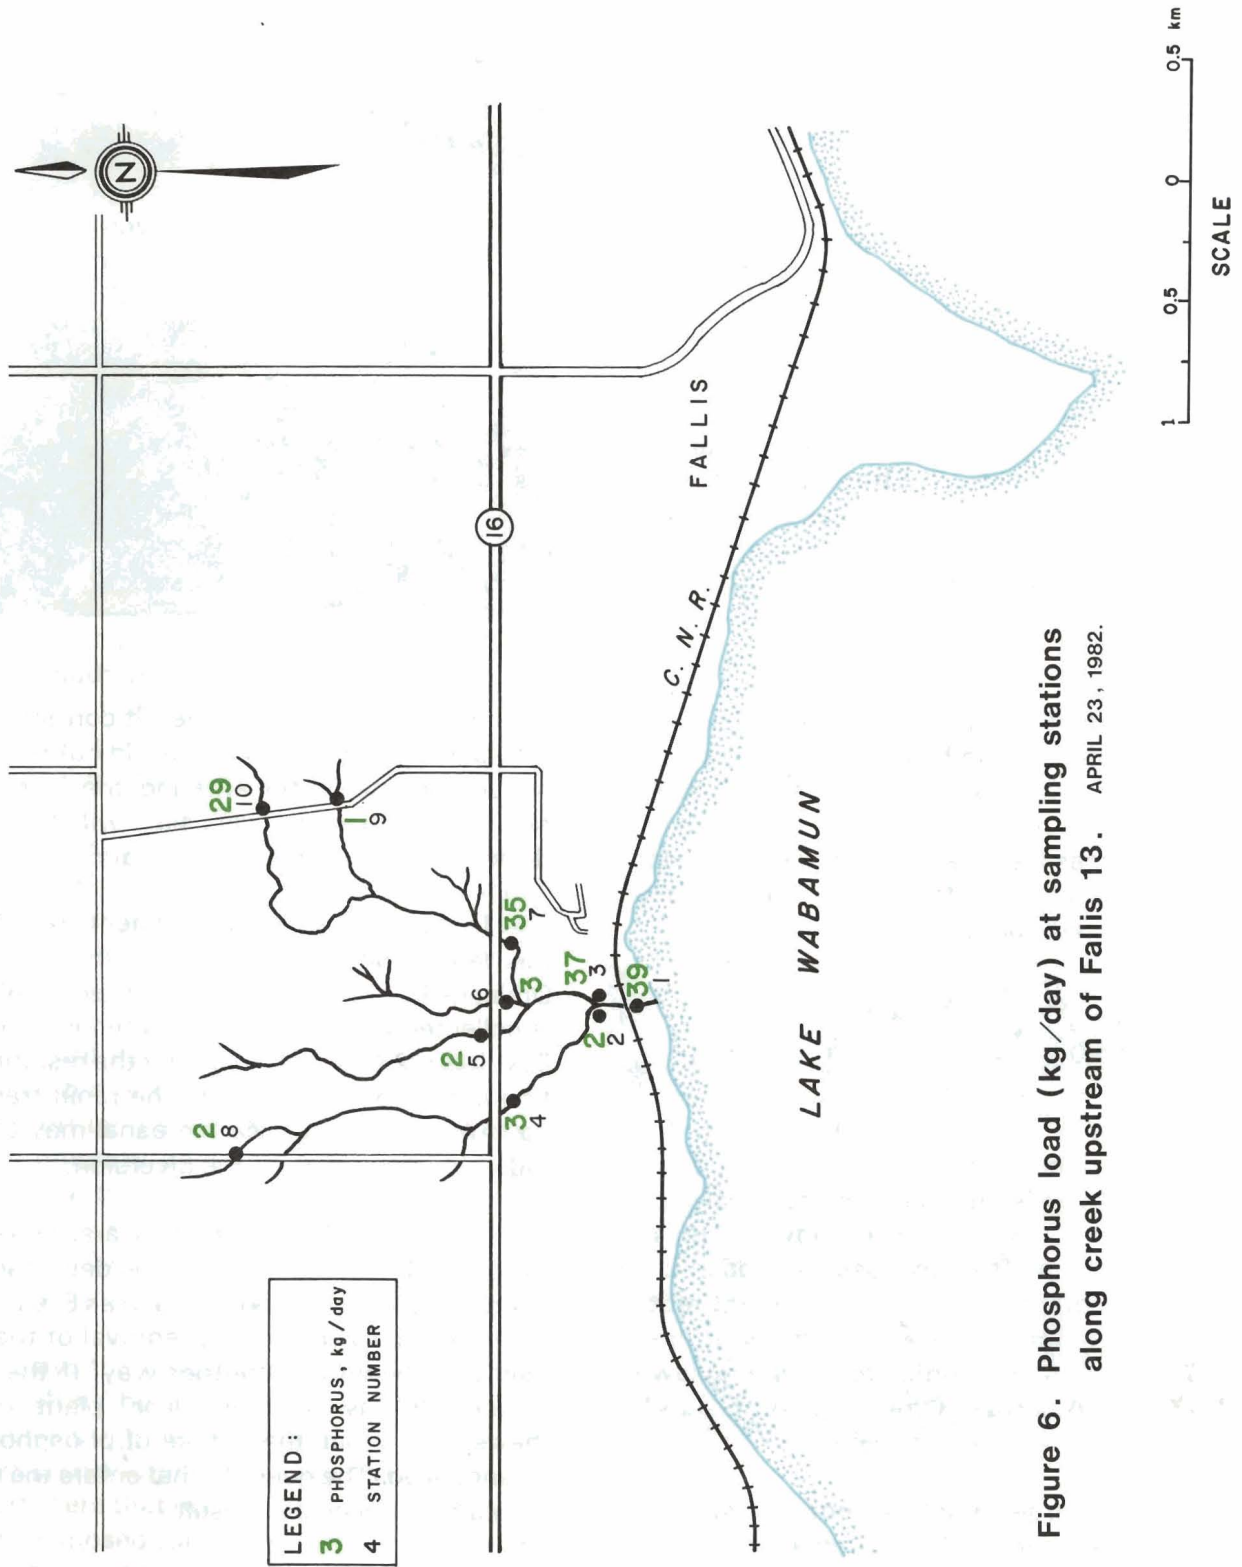 N
29
10
1
9
16
FALLIS
C. N. R.
2
8
2
5
6
3
35
7
3
4
2
2
37
3
39
1
LAKE WABAMUN
LEGEND :
3 PHOSPHORUS, kg / day
4 STATION NUMBER
1 0.5 0 0.5 km
SCALE
Figure 6. Phosphorus load (kg/day) at sampling stations
along creek upstream of Fallis 13. APRIL 23, 1982.